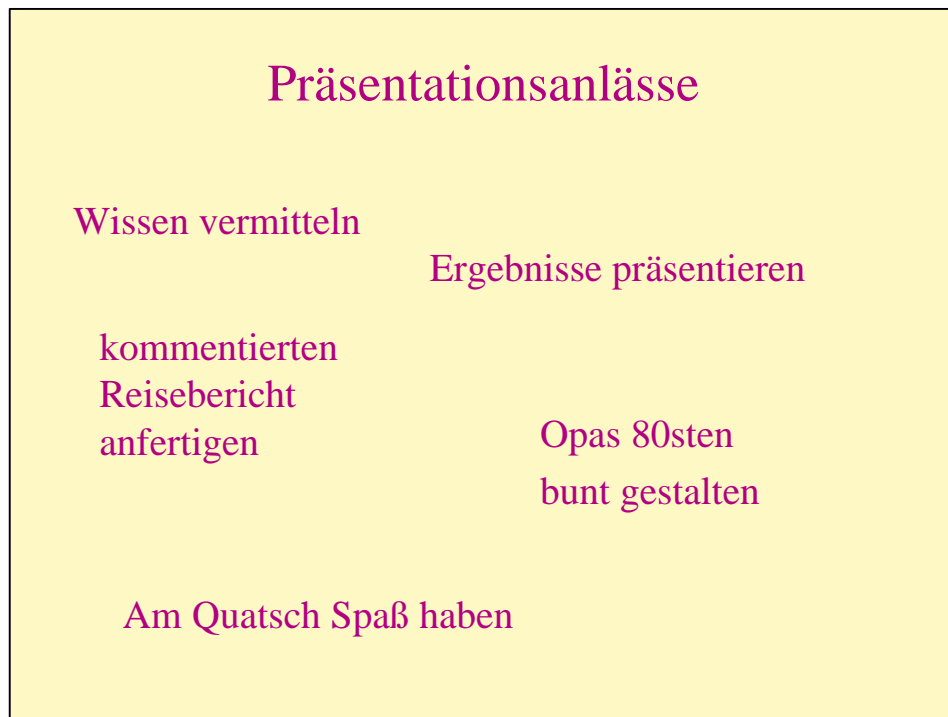 Präsentationsanlässe
Wissen vermitteln
Ergebnisse präsentieren
kommentierten
Reisebericht
anfertigen
Opas 80sten
bunt gestalten
Am Quatsch Spaß haben